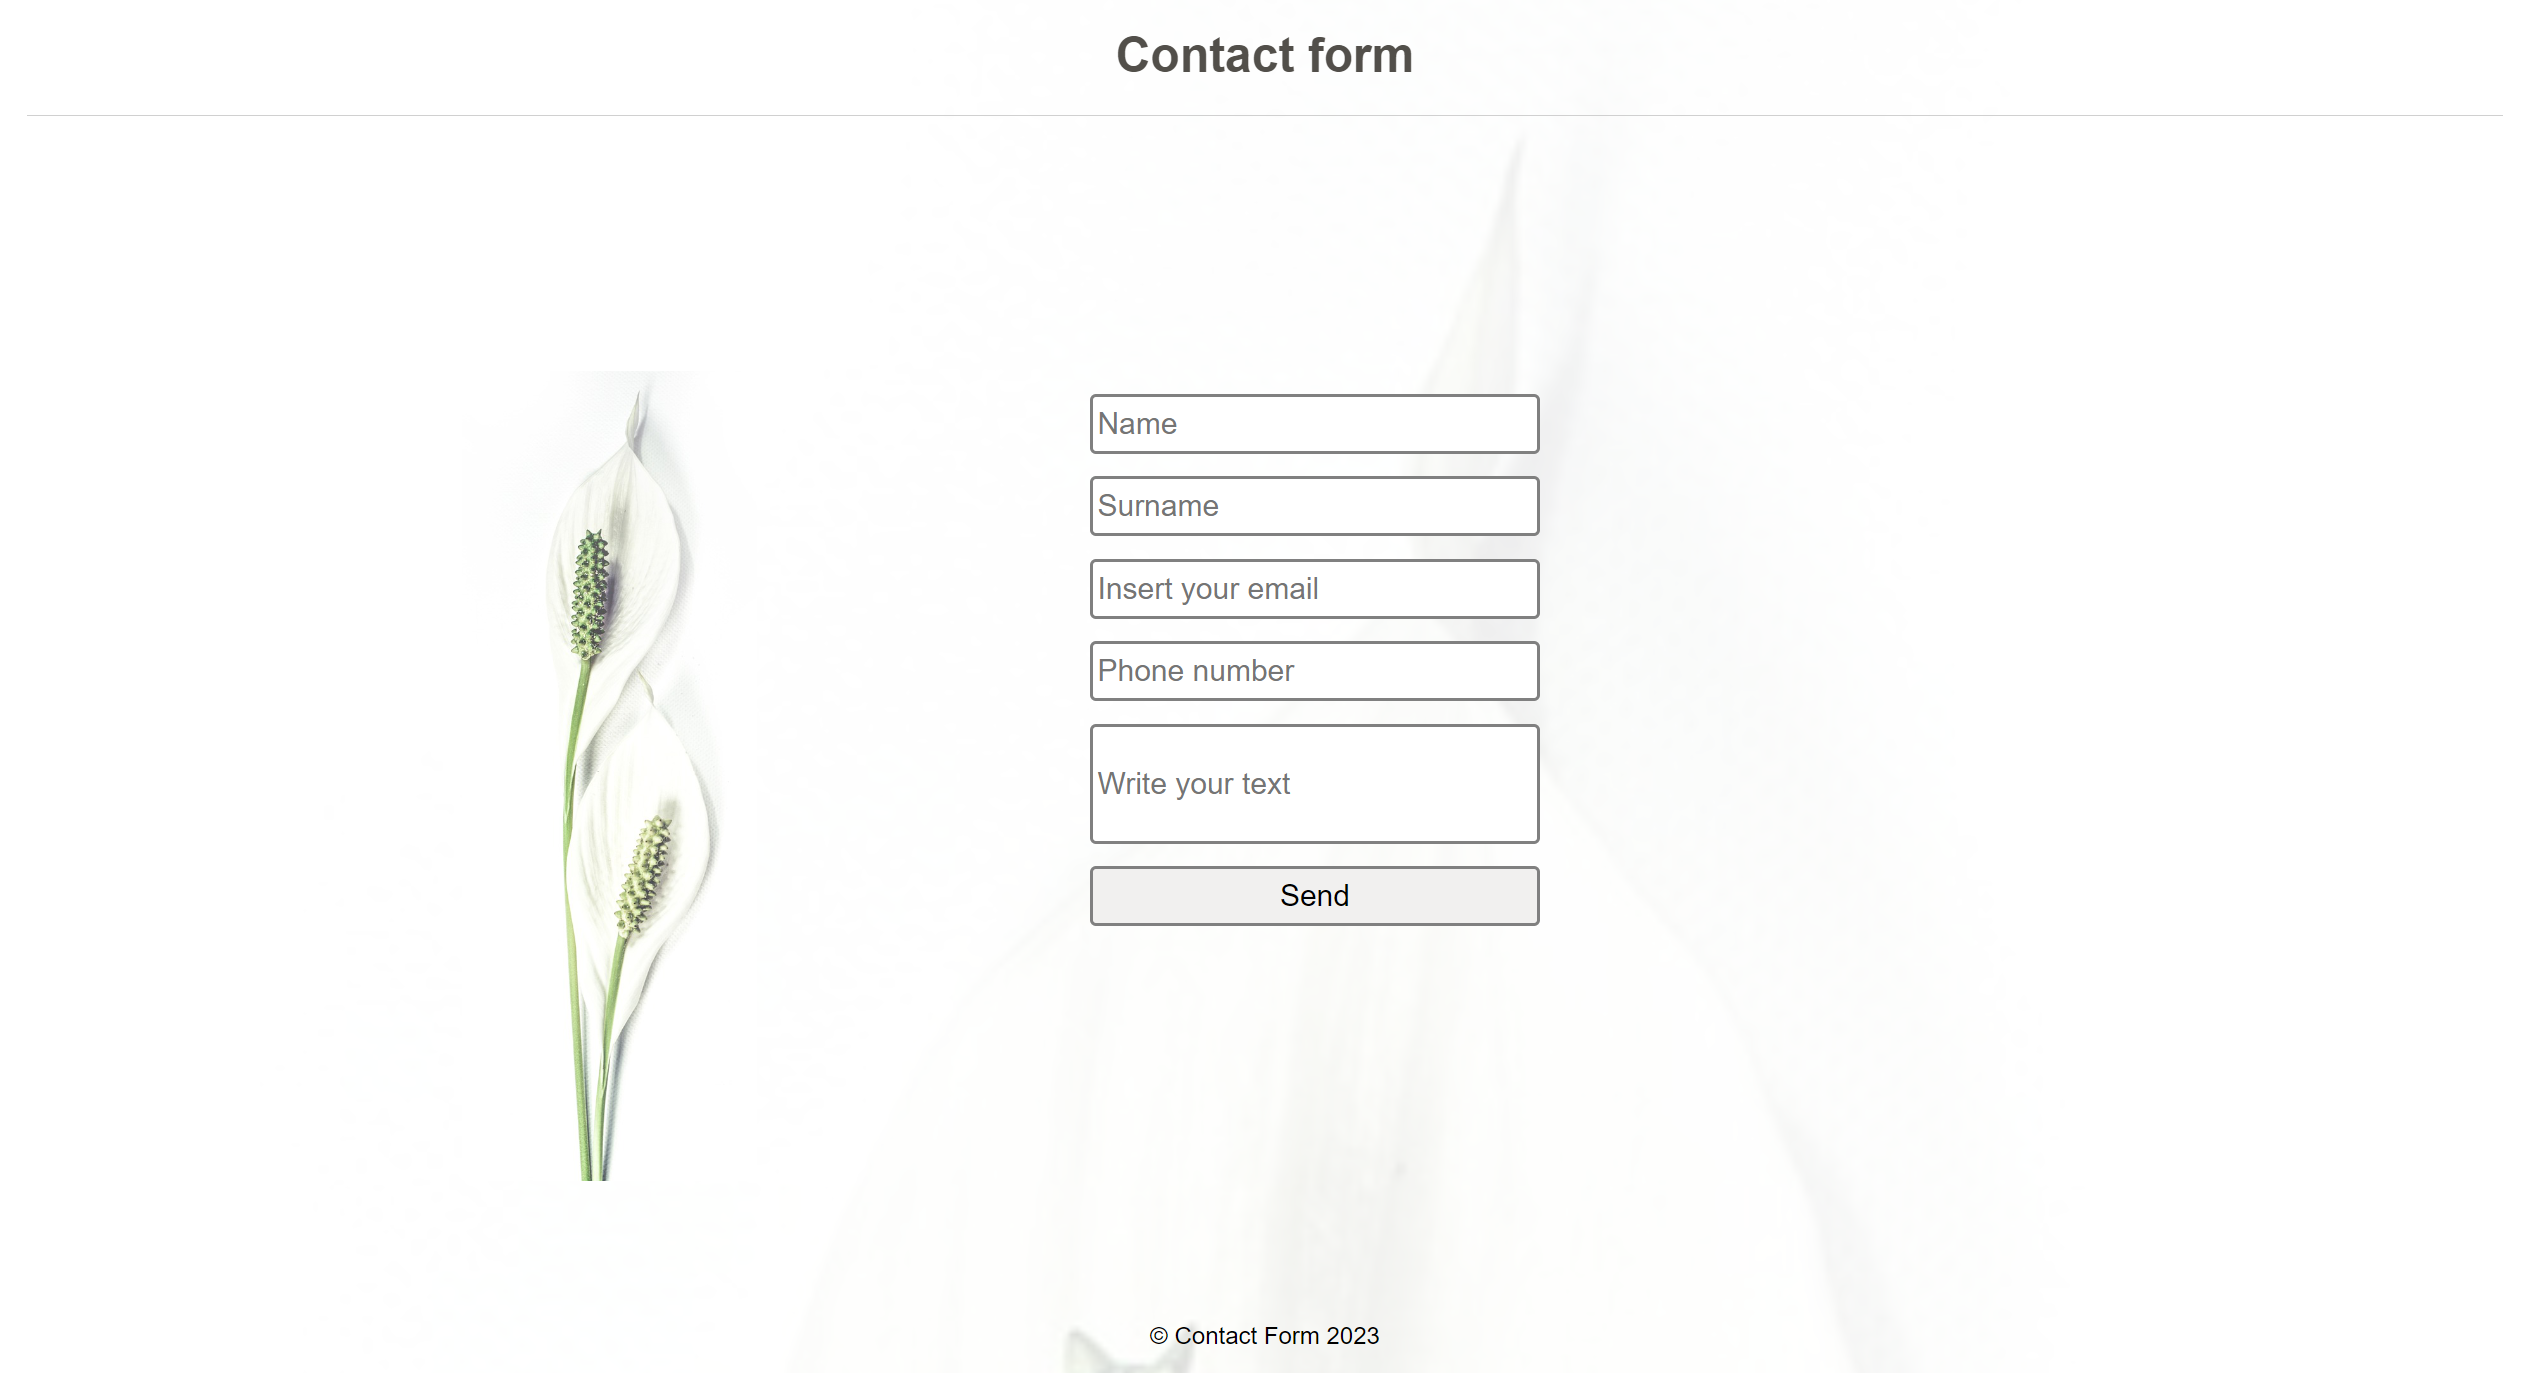 Contact form
Name
Surname
Insert your email
Phone number
Write your text
Send
© Contact Form 2023